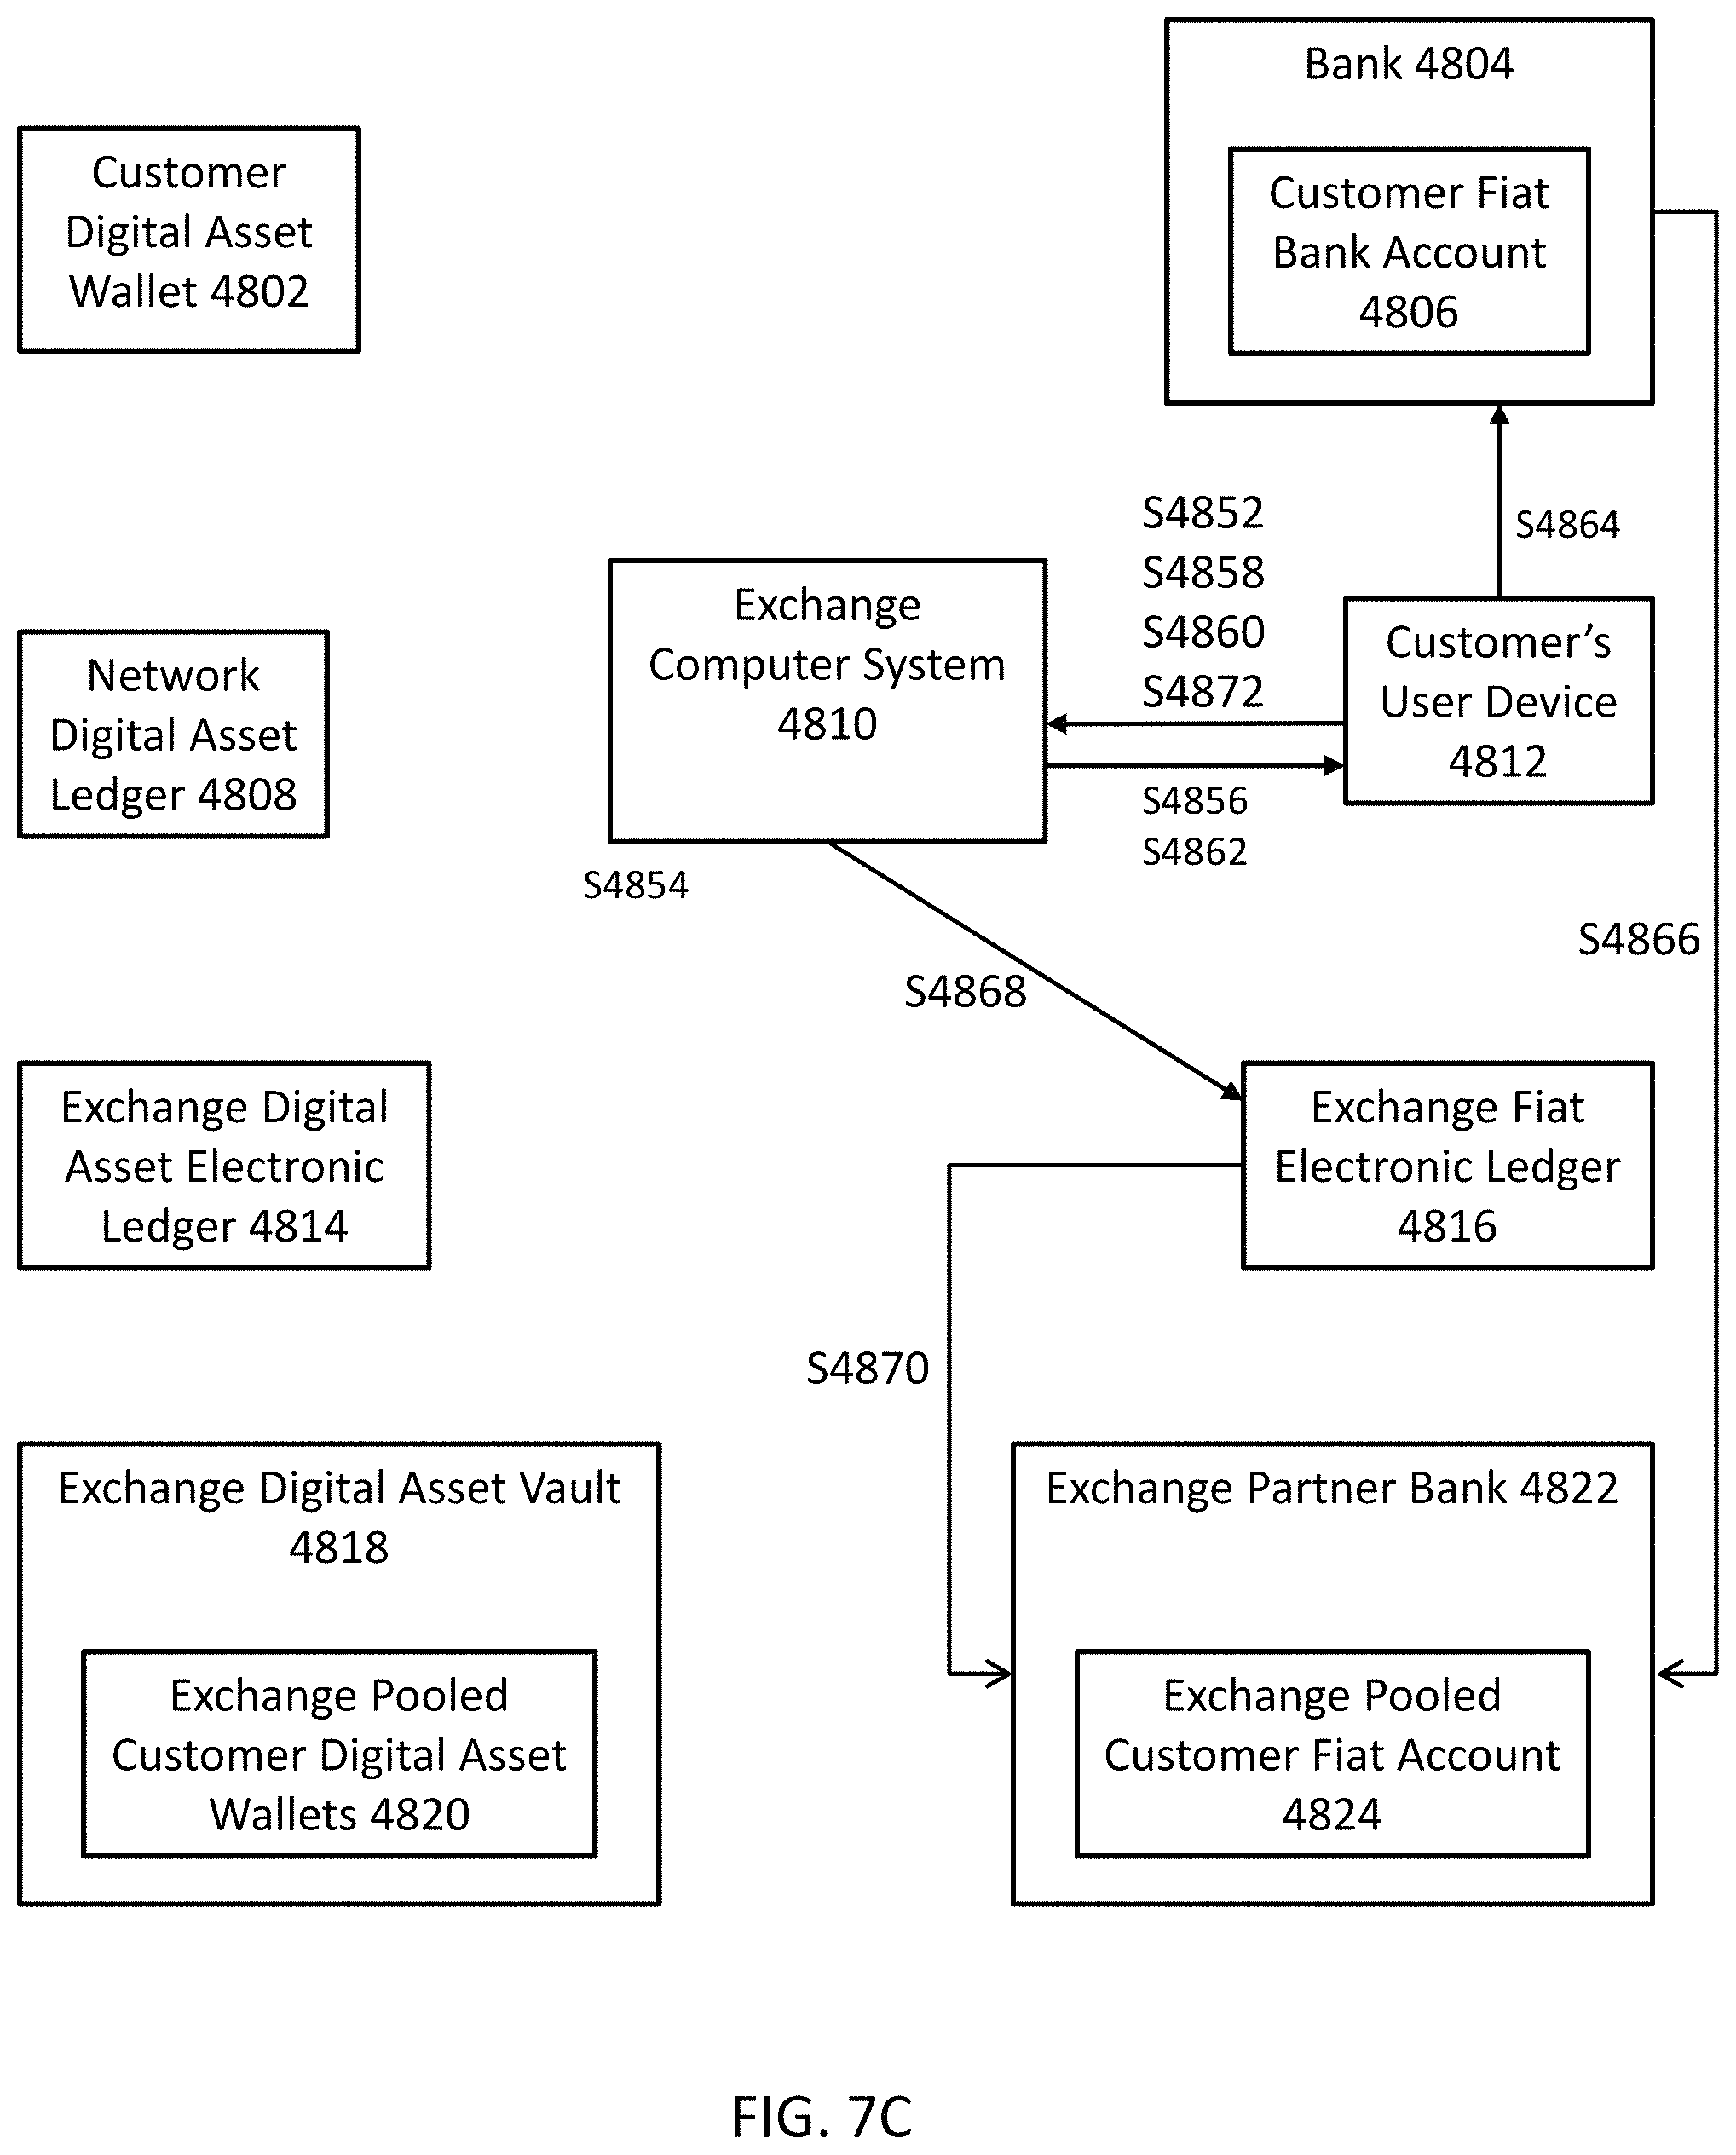 Bank 4804
Customer Fiat
Bank Account
4806
Customer
Digital Asset
Wallet 4802
S4852
S4858
S4860
S4872
S4864
Exchange
Computer System
4810
Customer's
User Device
4812
Network
Digital Asset
Ledger 4808
S4856
S4862
S4854
S4868
S4866
Exchange Digital
Asset Electronic
Ledger 4814
Exchange Fiat
Electronic Ledger
4816
S4870
Exchange Digital Asset Vault
4818
Exchange Pooled
Customer Digital Asset
Wallets 4820
Exchange Partner Bank 4822
Exchange Pooled
Customer Fiat Account
4824
FIG. 7C